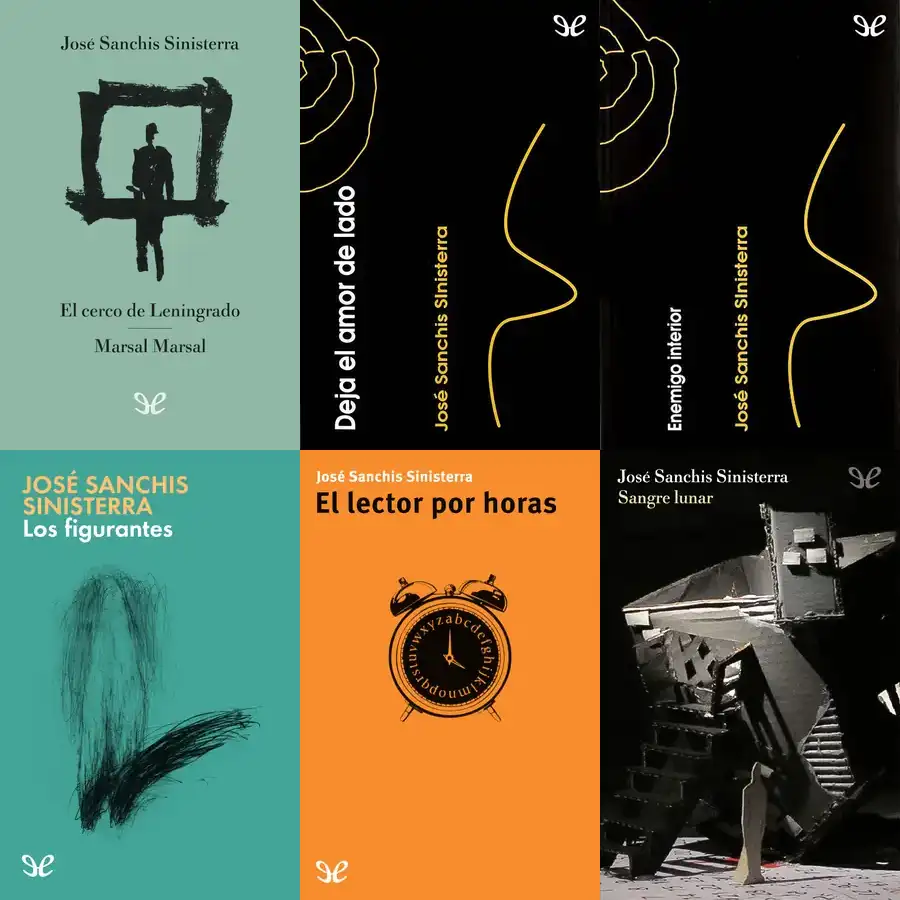 José Sanchis Sinisterra
El cerco de Leningrado
Marsal Marsal
Deja el amor de lado
José Sanchis SInisterra
Enemigo interior
José Sanchis SInisterra
JOSÉ SANCHIS
SINISTERRA
Los figurantes
José Sanchis Sinisterra
El lector por horas
abcdefghijklmnopqrstuvwxyz
José Sanchis Sinisterra
Sangre lunar